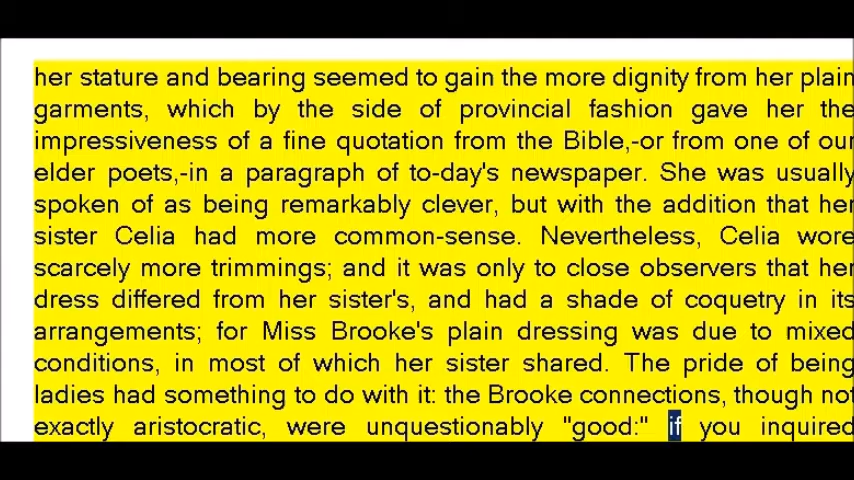 her stature and bearing seemed to gain the more dignity from her plain
garments, which by the side of provincial fashion gave her the
impressiveness of a fine quotation from the Bible,-or from one of our
elder poets,-in a paragraph of to-day's newspaper. She was usually
spoken of as being remarkably clever, but with the addition that her
sister Celia had more common-sense. Nevertheless, Celia wore
scarcely more trimmings; and it was only to close observers that her
dress differed from her sister's, and had a shade of coquetry in its
arrangements; for Miss Brooke's plain dressing was due to mixed
conditions, in most of which her sister shared. The pride of being
ladies had something to do with it: the Brooke connections, though not
exactly aristocratic, were unquestionably "good:" if you inquired